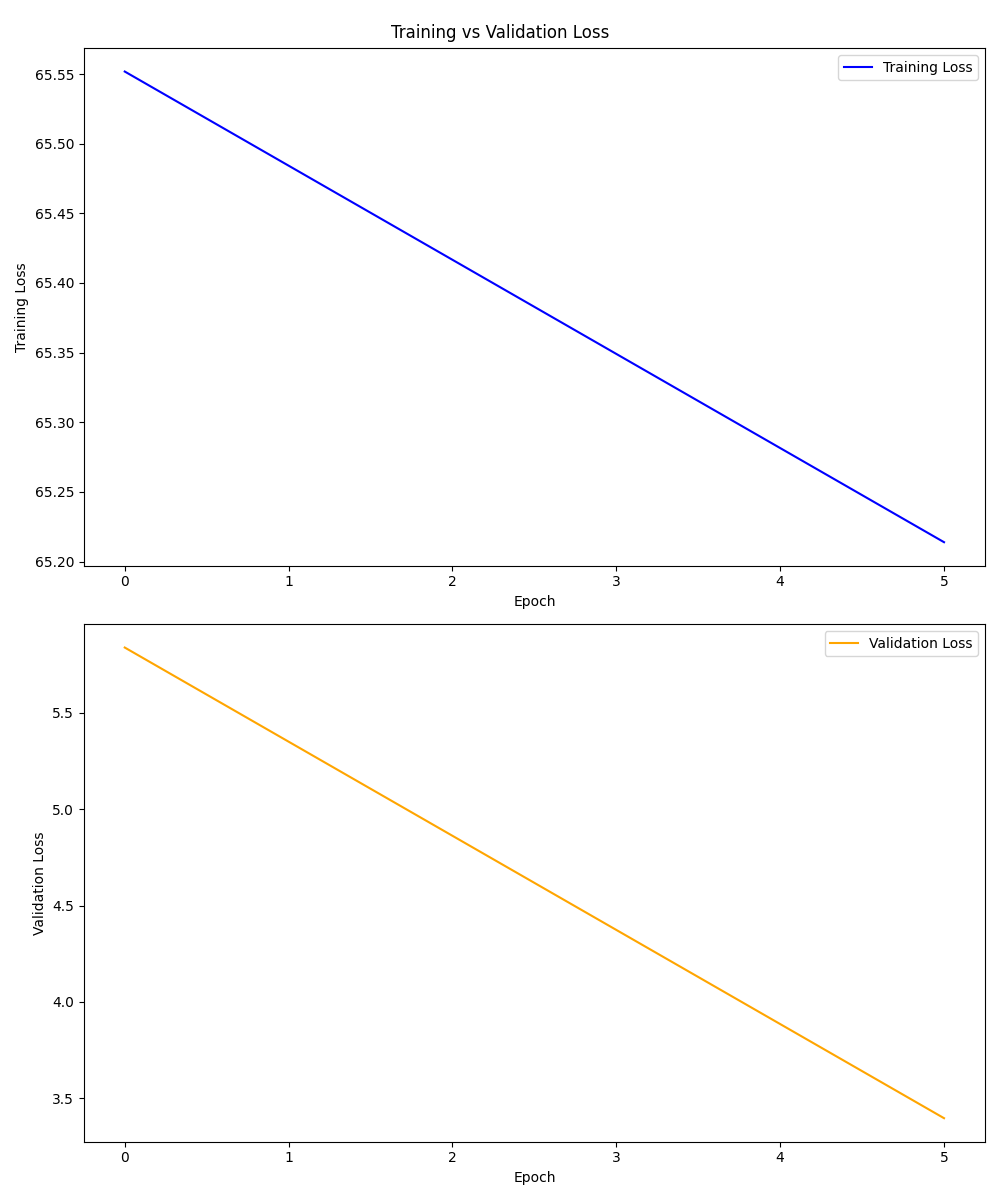 Training vs Validation Loss
Training Loss
65.55
65.50
65.45
65.40
65.35
65.30
65.25
65.20
Training Loss
0 1 2 3 4 5
Epoch
Validation Loss
5.5
5.0
4.5
4.0
3.5
Validation Loss
0 1 2 3 4 5
Epoch